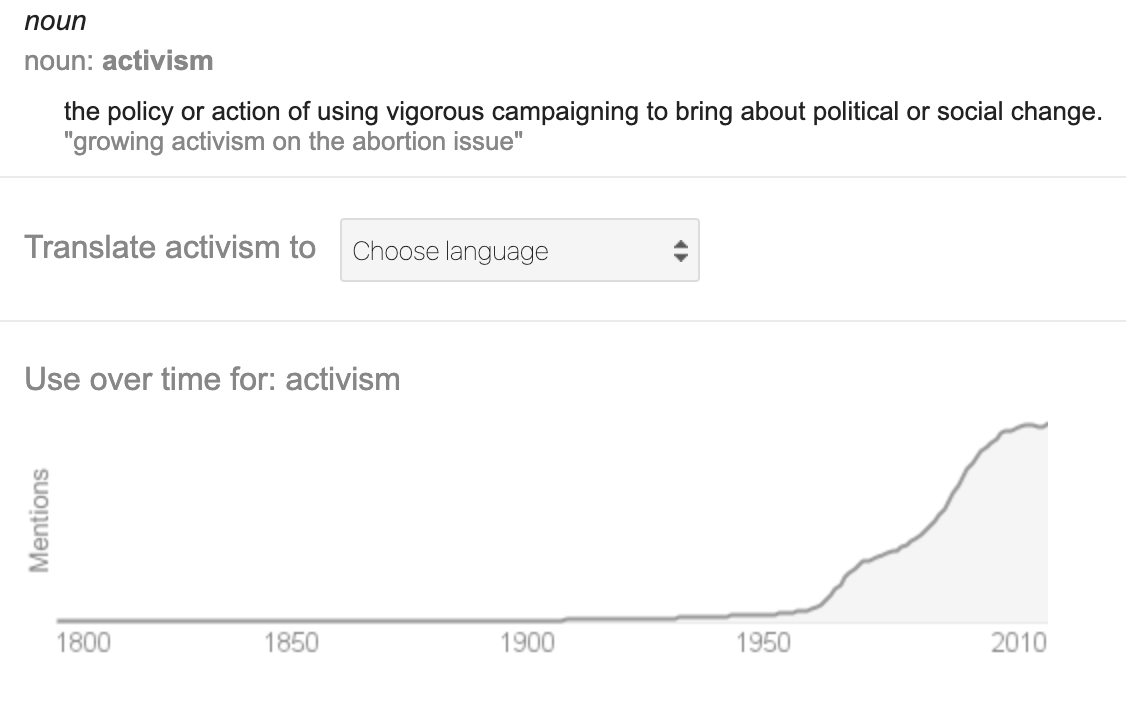 noun
noun: activism
the policy or action of using vigorous campaigning to bring about political or social change.
"growing activism on the abortion issue"
Translate activism to Choose language
Use over time for: activism
Mentions
1800 1850 1900 1950 2010